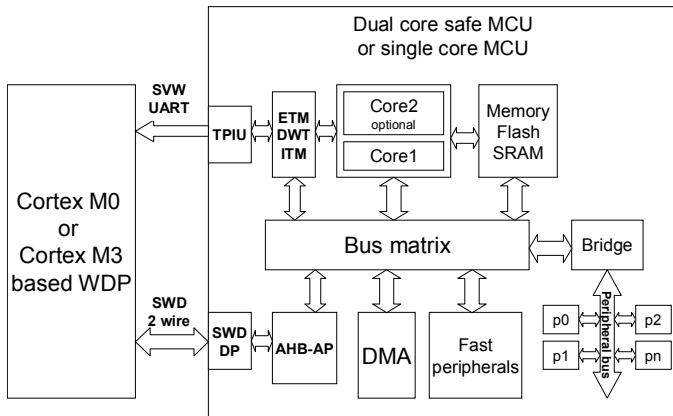 Dual core safe MCU
or single core MCU
SVW
UART
TPIU
ETM
DWT
ITM
Core2
optional
Core1
Memory
Flash
SRAM
Cortex M0
or
Cortex M3
based WDP
Bus matrix
Bridge
SWD
2 wire
SWD
DP
AHB-AP
DMA
Fast
peripherals
p0
p1
Peripheral bus
p2
pn